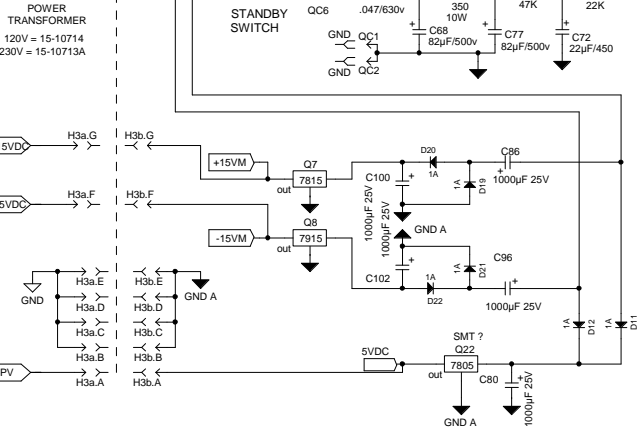 POWER
TRANSFORMER
120V = 15-10714
230V = 15-10713A
STANDBY
SWITCH
QC6
.047/630v
350
10W
47K
22K
GND
QC1
GND
QC2
C68
82µF/500v
C77
82µF/500v
C72
22µF/450
5VDC
H3a.G
H3b.G
+15VM
Q7
7815
out
D20
1A
C86
1000µF 25V
C100
1000µF 25V
1A
D19
5VDC
H3a.F
H3b.F
-15VM
Q8
7915
out
GND A
C102
1000µF 25V
1A
D22
1A
D21
C96
1000µF 25V
GND
H3a.E
H3a.D
H3a.C
H3a.B
H3a.A
H3b.E
H3b.D
H3b.C
H3b.B
H3b.A
GND A
PV
5VDC
SMT ?
Q22
7805
out
GND A
C80
1000µF 25V
1A
D12
1A
D11